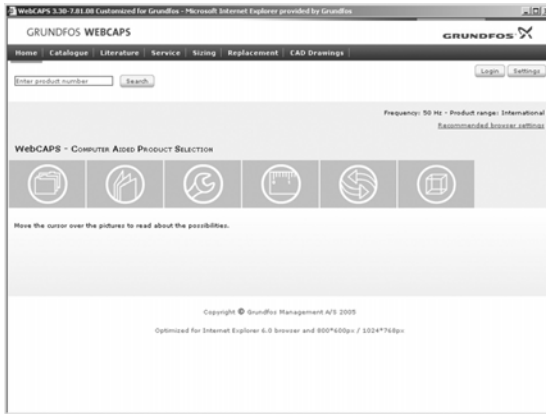 WebCAPS 3.30-7.01.08 Customized for Grundfos - Microsoft Internet Explorer provided by Grundfos
GRUNDFOS WEBCAPS
GRUNDFOS
Home | Catalogue | Literature | Service | Sizing | Replacement | CAD Drawings |
Login Settings
Enter product number Search
Frequency: 50 Hz - Product range: International
Recommended browser settings
WebCAPS - Computer Aided Product Selection
Move the cursor over the pictures to read about the possibilities.
Copyright © Grundfos Management A/S 2005
Optimised for Internet Explorer 6.0 browser and 800*600px / 1024*768px